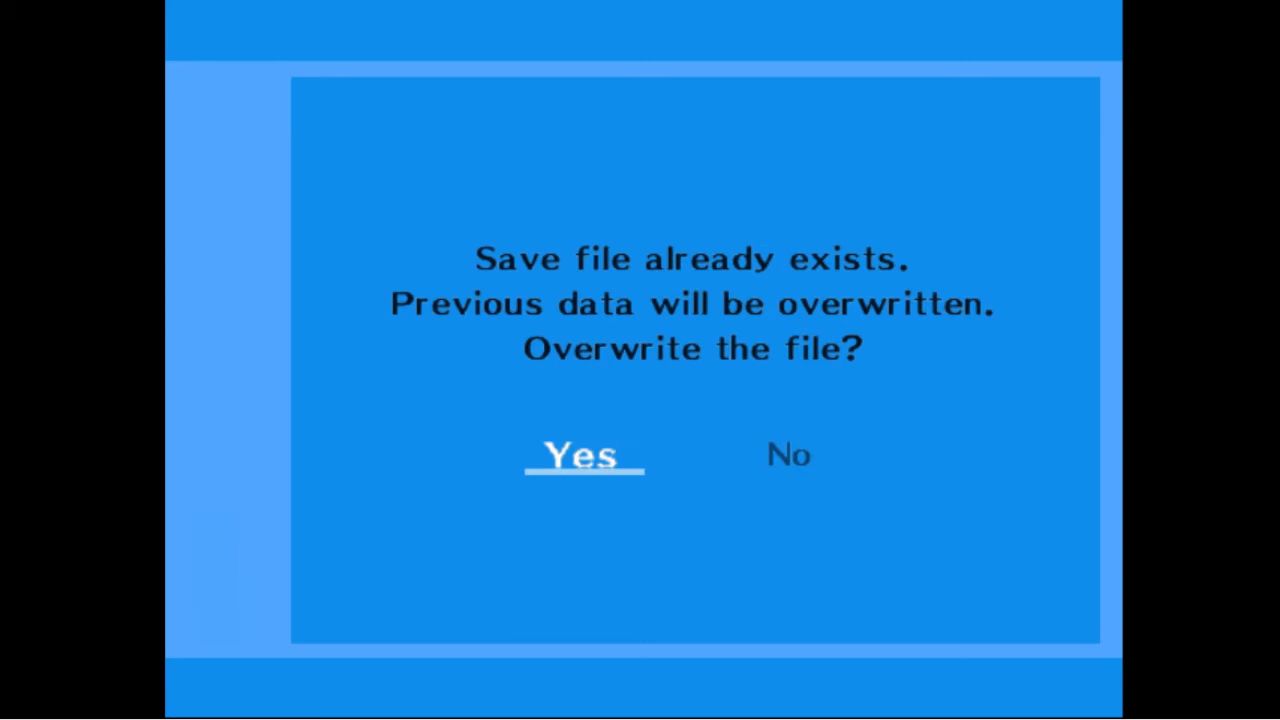 Save file already exists.
Previous data will be overwritten.
Overwrite the file?
Yes No